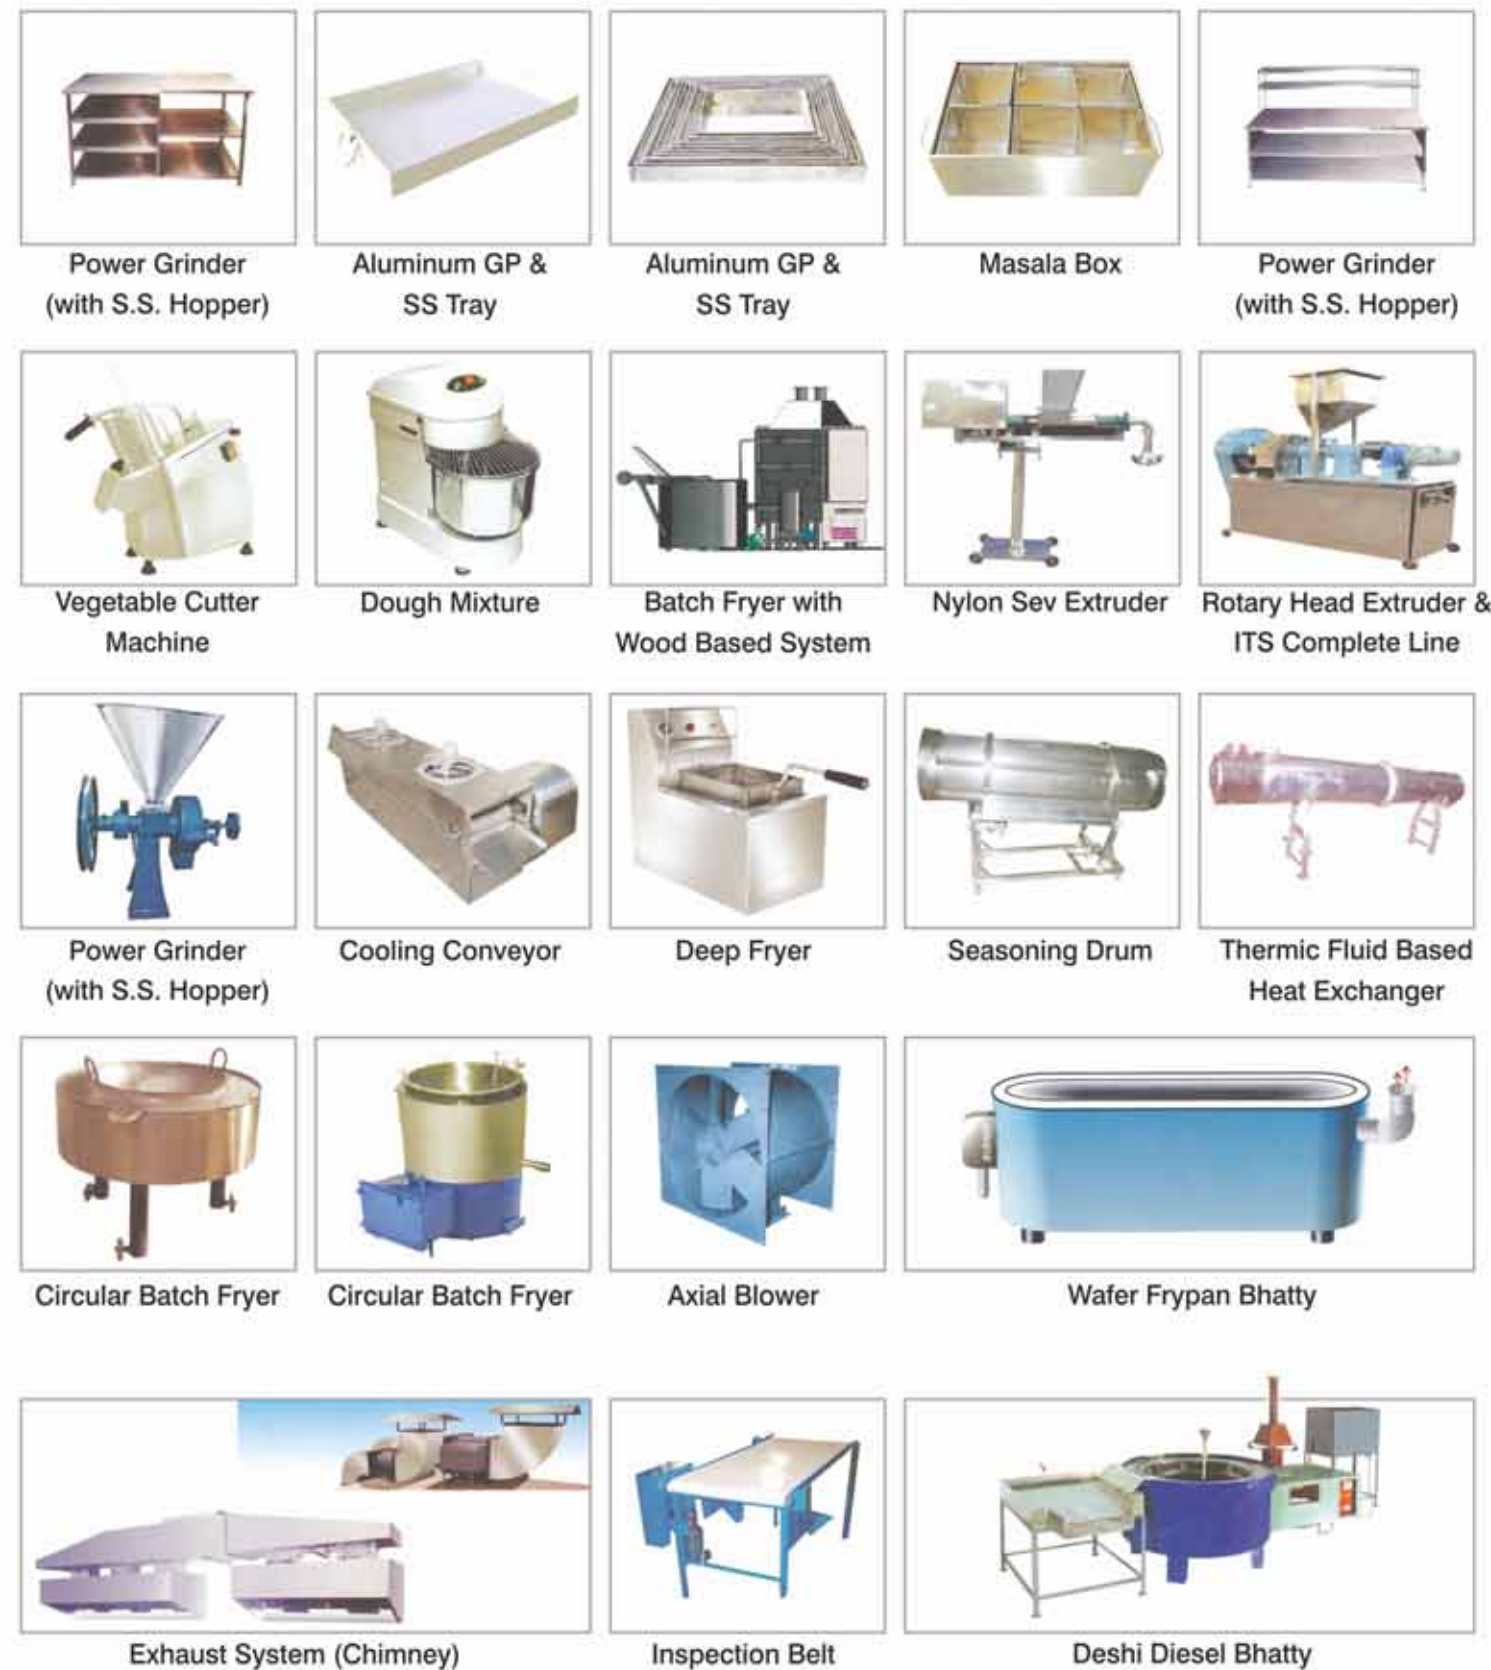 Power Grinder
(with S.S. Hopper)
Aluminum GP &
SS Tray
Aluminum GP &
SS Tray
Masala Box
Power Grinder
(with S.S. Hopper)
Vegetable Cutter
Machine
Dough Mixture
Batch Fryer with
Wood Based System
Nylon Sev Extruder
Rotary Head Extruder &
ITS Complete Line
Power Grinder
(with S.S. Hopper)
Cooling Conveyor
Deep Fryer
Seasoning Drum
Thermic Fluid Based
Heat Exchanger
Circular Batch Fryer
Circular Batch Fryer
Axial Blower
Wafer Frypan Bhatty
Exhaust System (Chimney)
Inspection Belt
Deshi Diesel Bhatty